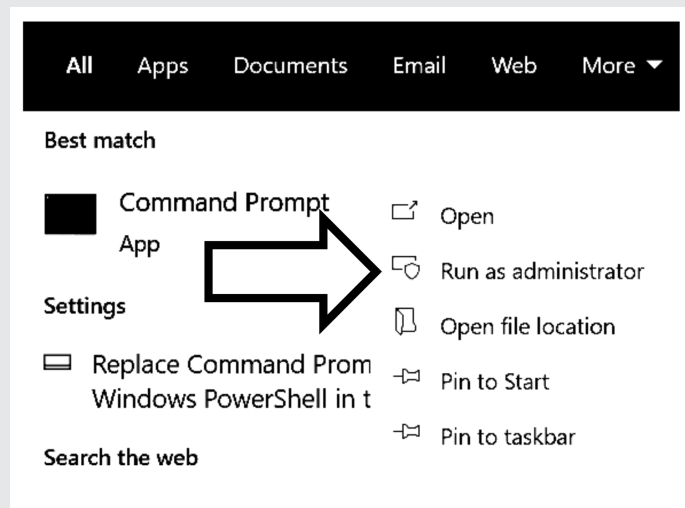 All Apps Documents Email Web More
Best match
Command Prompt
App
Settings
Replace Command Prom
Windows PowerShell in t
Search the web
Open
Run as administrator
Open file location
Pin to Start
Pin to taskbar